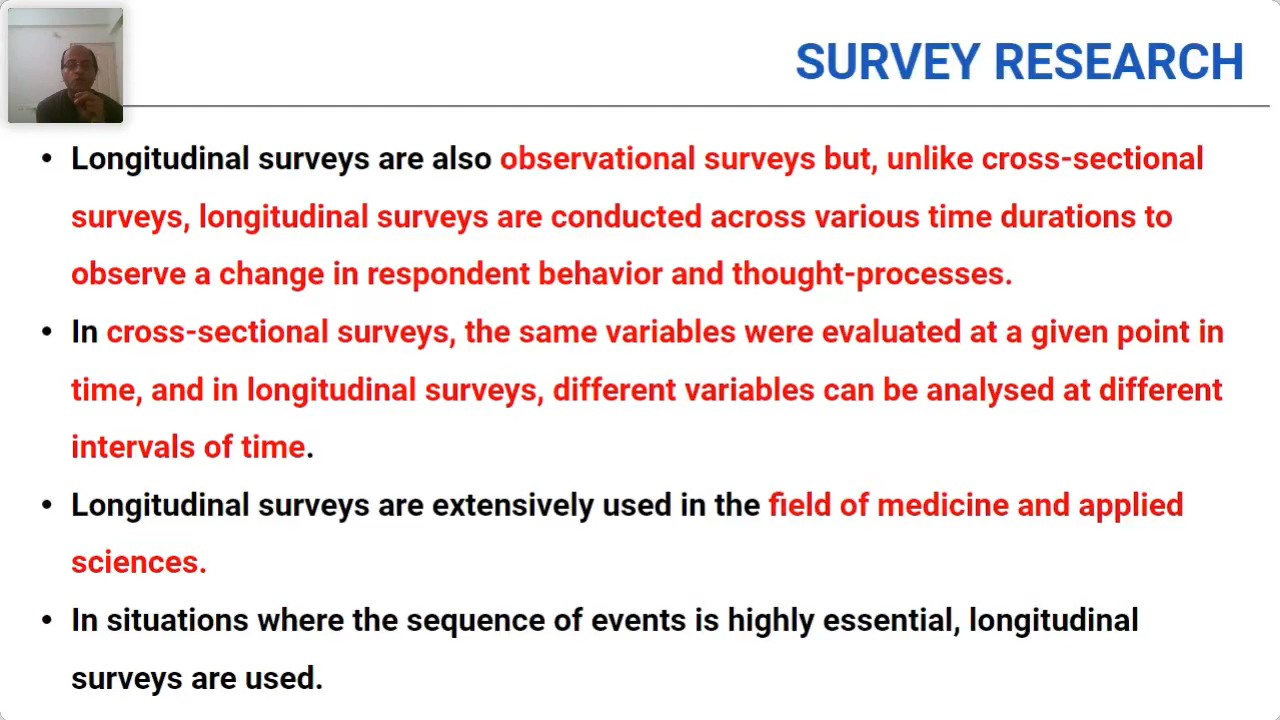 SURVEY RESEARCH
• Longitudinal surveys are also observational surveys but, unlike cross-sectional
surveys, longitudinal surveys are conducted across various time durations to
observe a change in respondent behavior and thought-processes.
• In cross-sectional surveys, the same variables were evaluated at a given point in
time, and in longitudinal surveys, different variables can be analysed at different
intervals of time.
• Longitudinal surveys are extensively used in the field of medicine and applied
sciences.
• In situations where the sequence of events is highly essential, longitudinal
surveys are used.